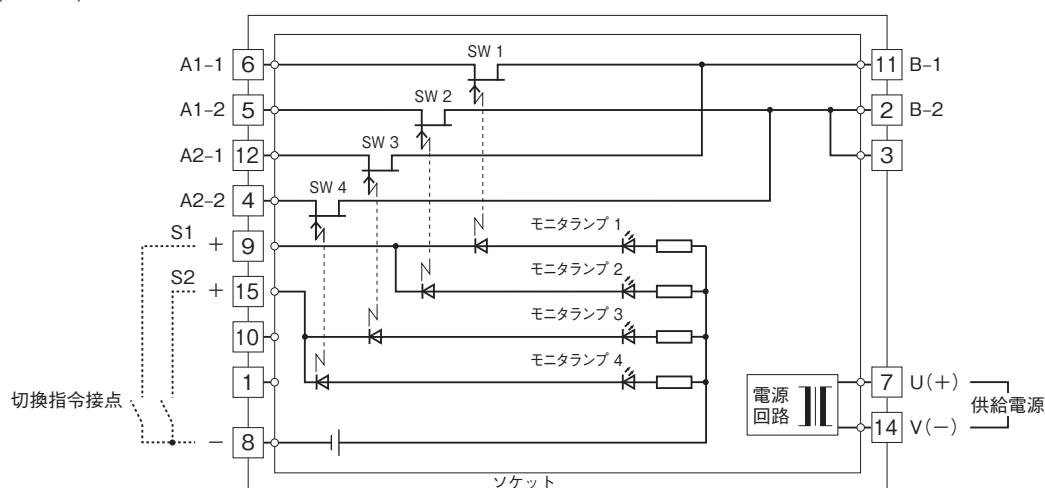 SW 1
A1–1 6 11 B–1
SW 2
A1–2 5 2 B–2
SW 3
A2–1 12 3
SW 4
A2–2 4
S1 + 9 モニタランプ 1
S2 + 15 モニタランプ 2
10 モニタランプ 3
1 モニタランプ 4
切換指令接点
− 8
電源
回路
7 U(+)
供給電源
14 V(−)
ソケット